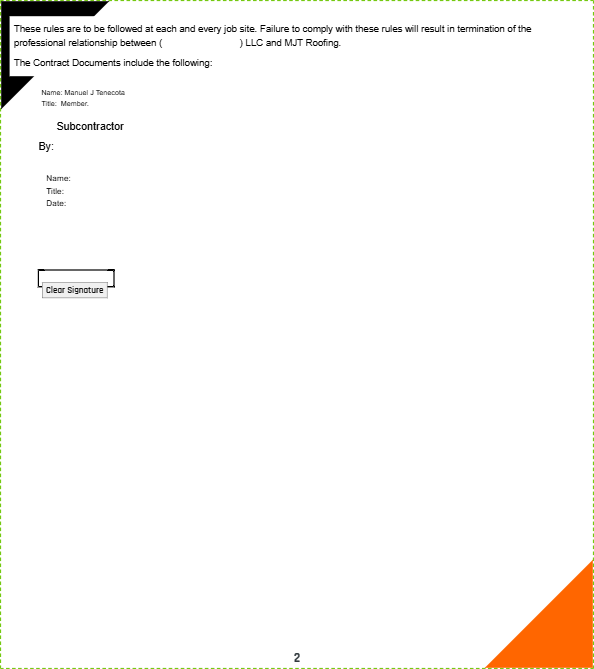 These rules are to be followed at each and every job site. Failure to comply with these rules will result in termination of the
professional relationship between ( ) LLC and MJT Roofing.
The Contract Documents include the following:
Name: Manuel J Tenecota
Title: Member.
Subcontractor
By:
Name:
Title:
Date:
Clear Signature
2